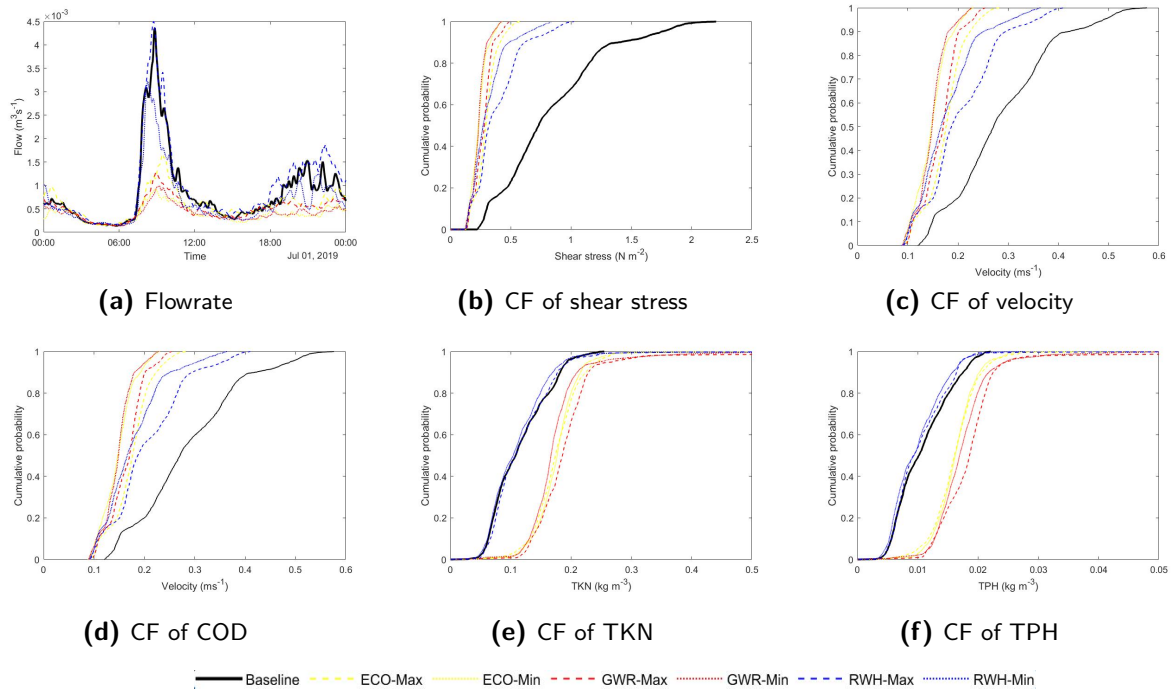 ×10⁻³
4.5
4
3.5
3
2.5
2
1.5
1
0.5
0
Flow (m³s⁻¹)
00:00 06:00 12:00 18:00 00:00
Time
Jul 01, 2019
(a) Flowrate
1
0.8
0.6
0.4
0.2
0
Cumulative probability
0 0.5 1 1.5 2 2.5
Shear stress (N m⁻²)
(b) CF of shear stress
1
0.9
0.8
0.7
0.6
0.5
0.4
0.3
0.2
0.1
0
Cumulative probability
0 0.1 0.2 0.3 0.4 0.5 0.6
Velocity (ms⁻¹)
(c) CF of velocity
1
0.8
0.6
0.4
0.2
0
Cumulative probability
0 0.1 0.2 0.3 0.4 0.5 0.6
Velocity (ms⁻¹)
(d) CF of COD
1
0.8
0.6
0.4
0.2
0
Cumulative probability
0 0.1 0.2 0.3 0.4 0.5
TKN (kg m⁻³)
(e) CF of TKN
1
0.8
0.6
0.4
0.2
0
Cumulative probability
0 0.01 0.02 0.03 0.04 0.05
TPH (kg m⁻³)
(f) CF of TPH
Baseline ECO-Max ECO-Min GWR-Max GWR-Min RWH-Max RWH-Min